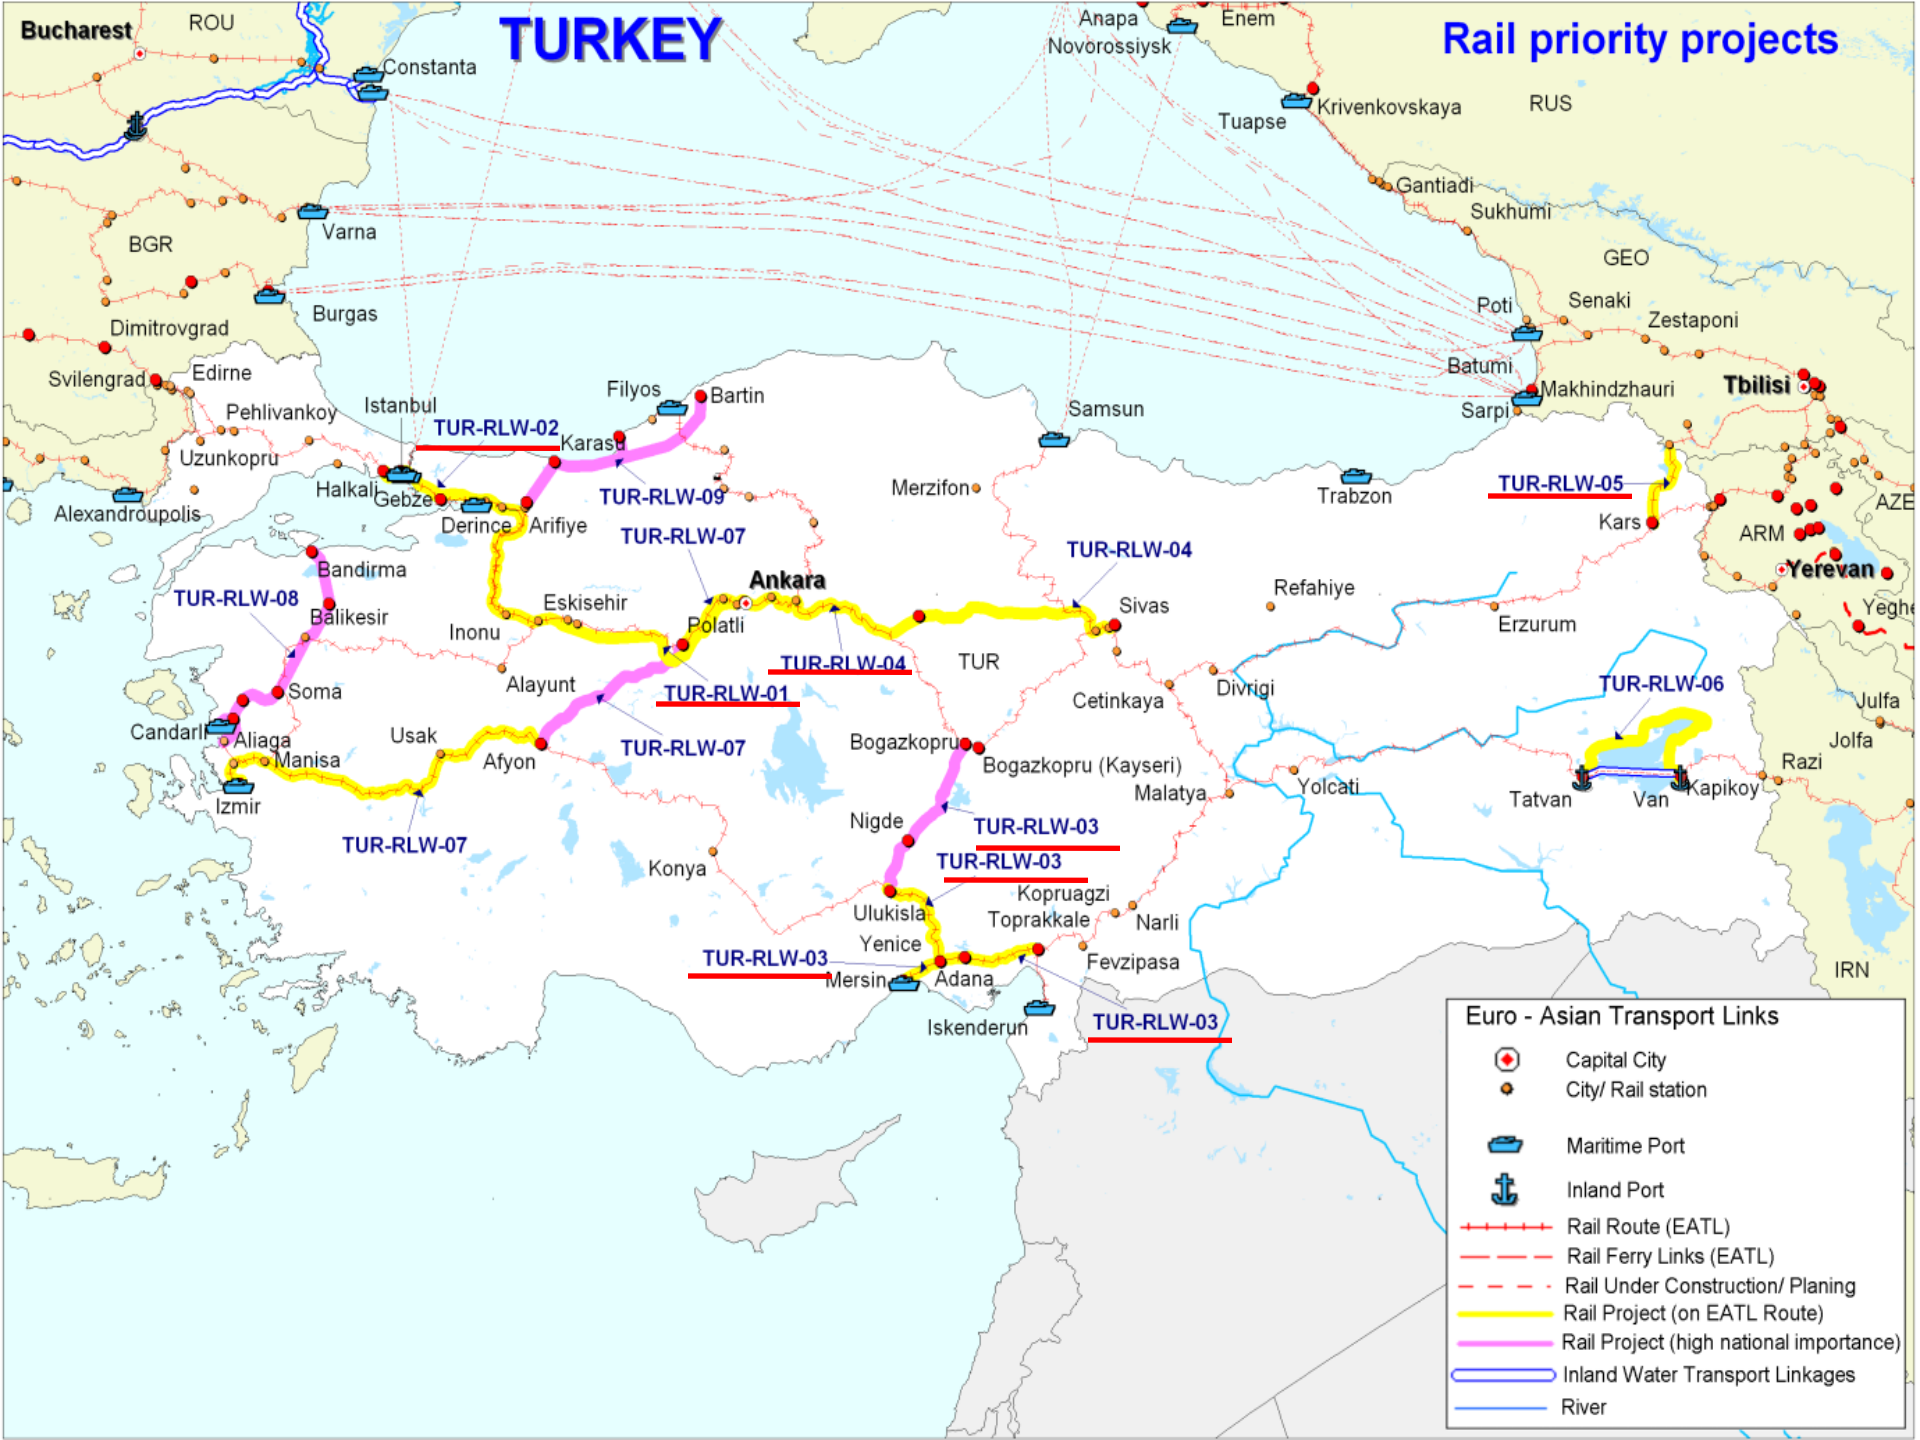 TURKEY
Rail priority projects
Bucharest
ROU
Constanta
Anapa
Novorossiysk
Enem
Krivenkovskaya
Tuapse
RUS
Gantiadi
Sukhumi
GEO
Varna
BGR
Burgas
Poti
Senaki
Zestaponi
Dimitrovgrad
Batumi
Makhindzhauri
Tbilisi
Sarpi
Svilengrad
Edirne
Filyos
Bartin
Pehlivankoy
Istanbul
Samsun
TUR-RLW-02
Karasu
Uzunkopru
Halkali
Gebze
TUR-RLW-09
Merzifon
Trabzon
TUR-RLW-05
Alexandroupolis
Derince
Arifiye
Kars
AZE
ARM
TUR-RLW-07
TUR-RLW-04
Bandirma
Ankara
Yerevan
TUR-RLW-08
Balikesir
Eskisehir
Inonu
Polatli
Sivas
Refahiye
Erzurum
Yeghe
TUR-RLW-04
TUR
Alayunt
TUR-RLW-01
Soma
Cetinkaya
Divrigi
TUR-RLW-06
Julfa
Candarli
Aliaga
Usak
TUR-RLW-07
Bogazkopru
Jolfa
Manisa
Afyon
Bogazkopru (Kayseri)
Razi
Izmir
Malatya
Yolcati
Tatvan
Van
Kapikoy
TUR-RLW-07
Nigde
TUR-RLW-03
Konya
TUR-RLW-03
Kopruagzi
Ulukisla
Toprakkale
Narli
Yenice
TUR-RLW-03
Mersin
Adana
Fevzipasa
IRN
Iskenderun
TUR-RLW-03
Euro - Asian Transport Links
Capital City
City/ Rail station
Maritime Port
Inland Port
Rail Route (EATL)
Rail Ferry Links (EATL)
Rail Under Construction/ Planing
Rail Project (on EATL Route)
Rail Project (high national importance)
Inland Water Transport Linkages
River